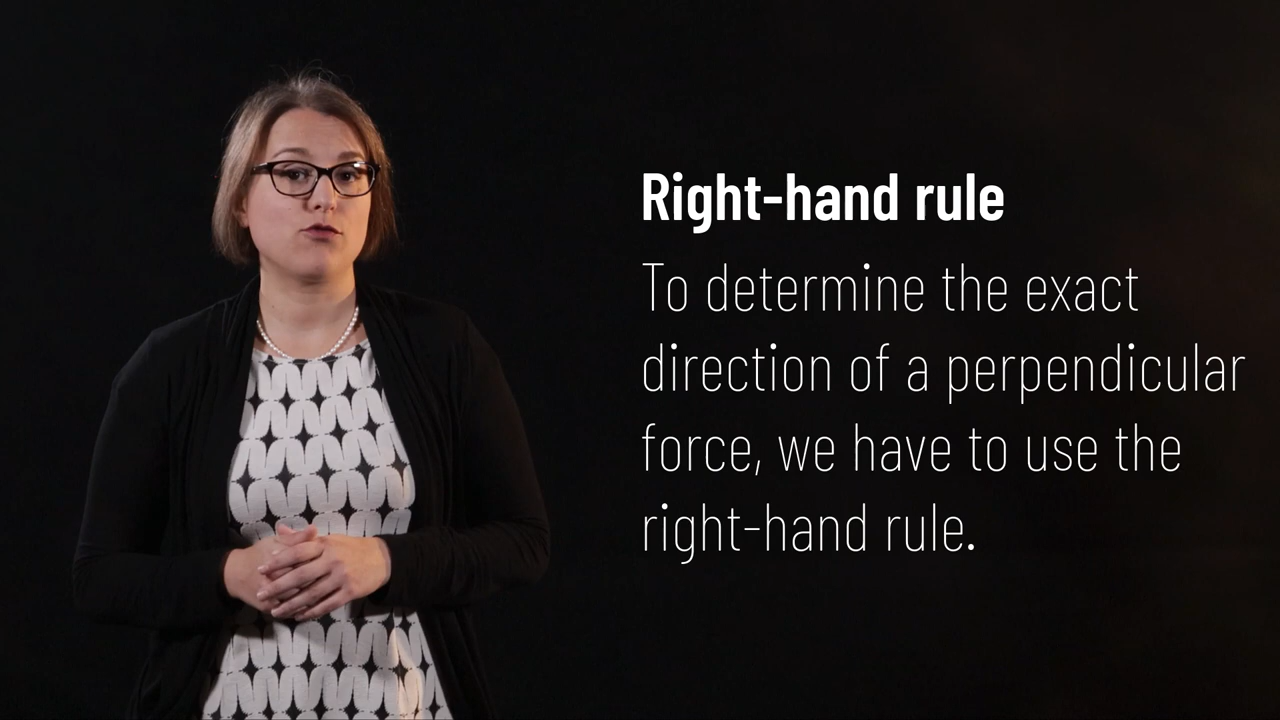 Right-hand rule
To determine the exact
direction of a perpendicular
force, we have to use the
right-hand rule.